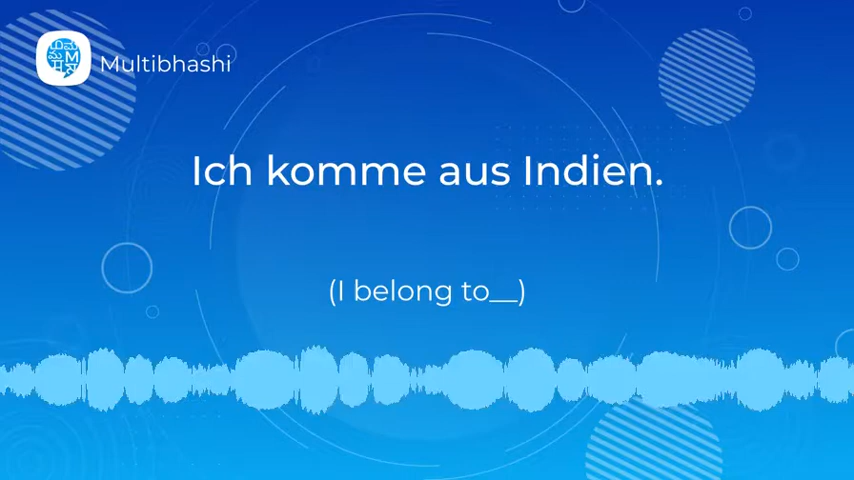 Multibhashi
Ich komme aus Indien.
(I belong to__)